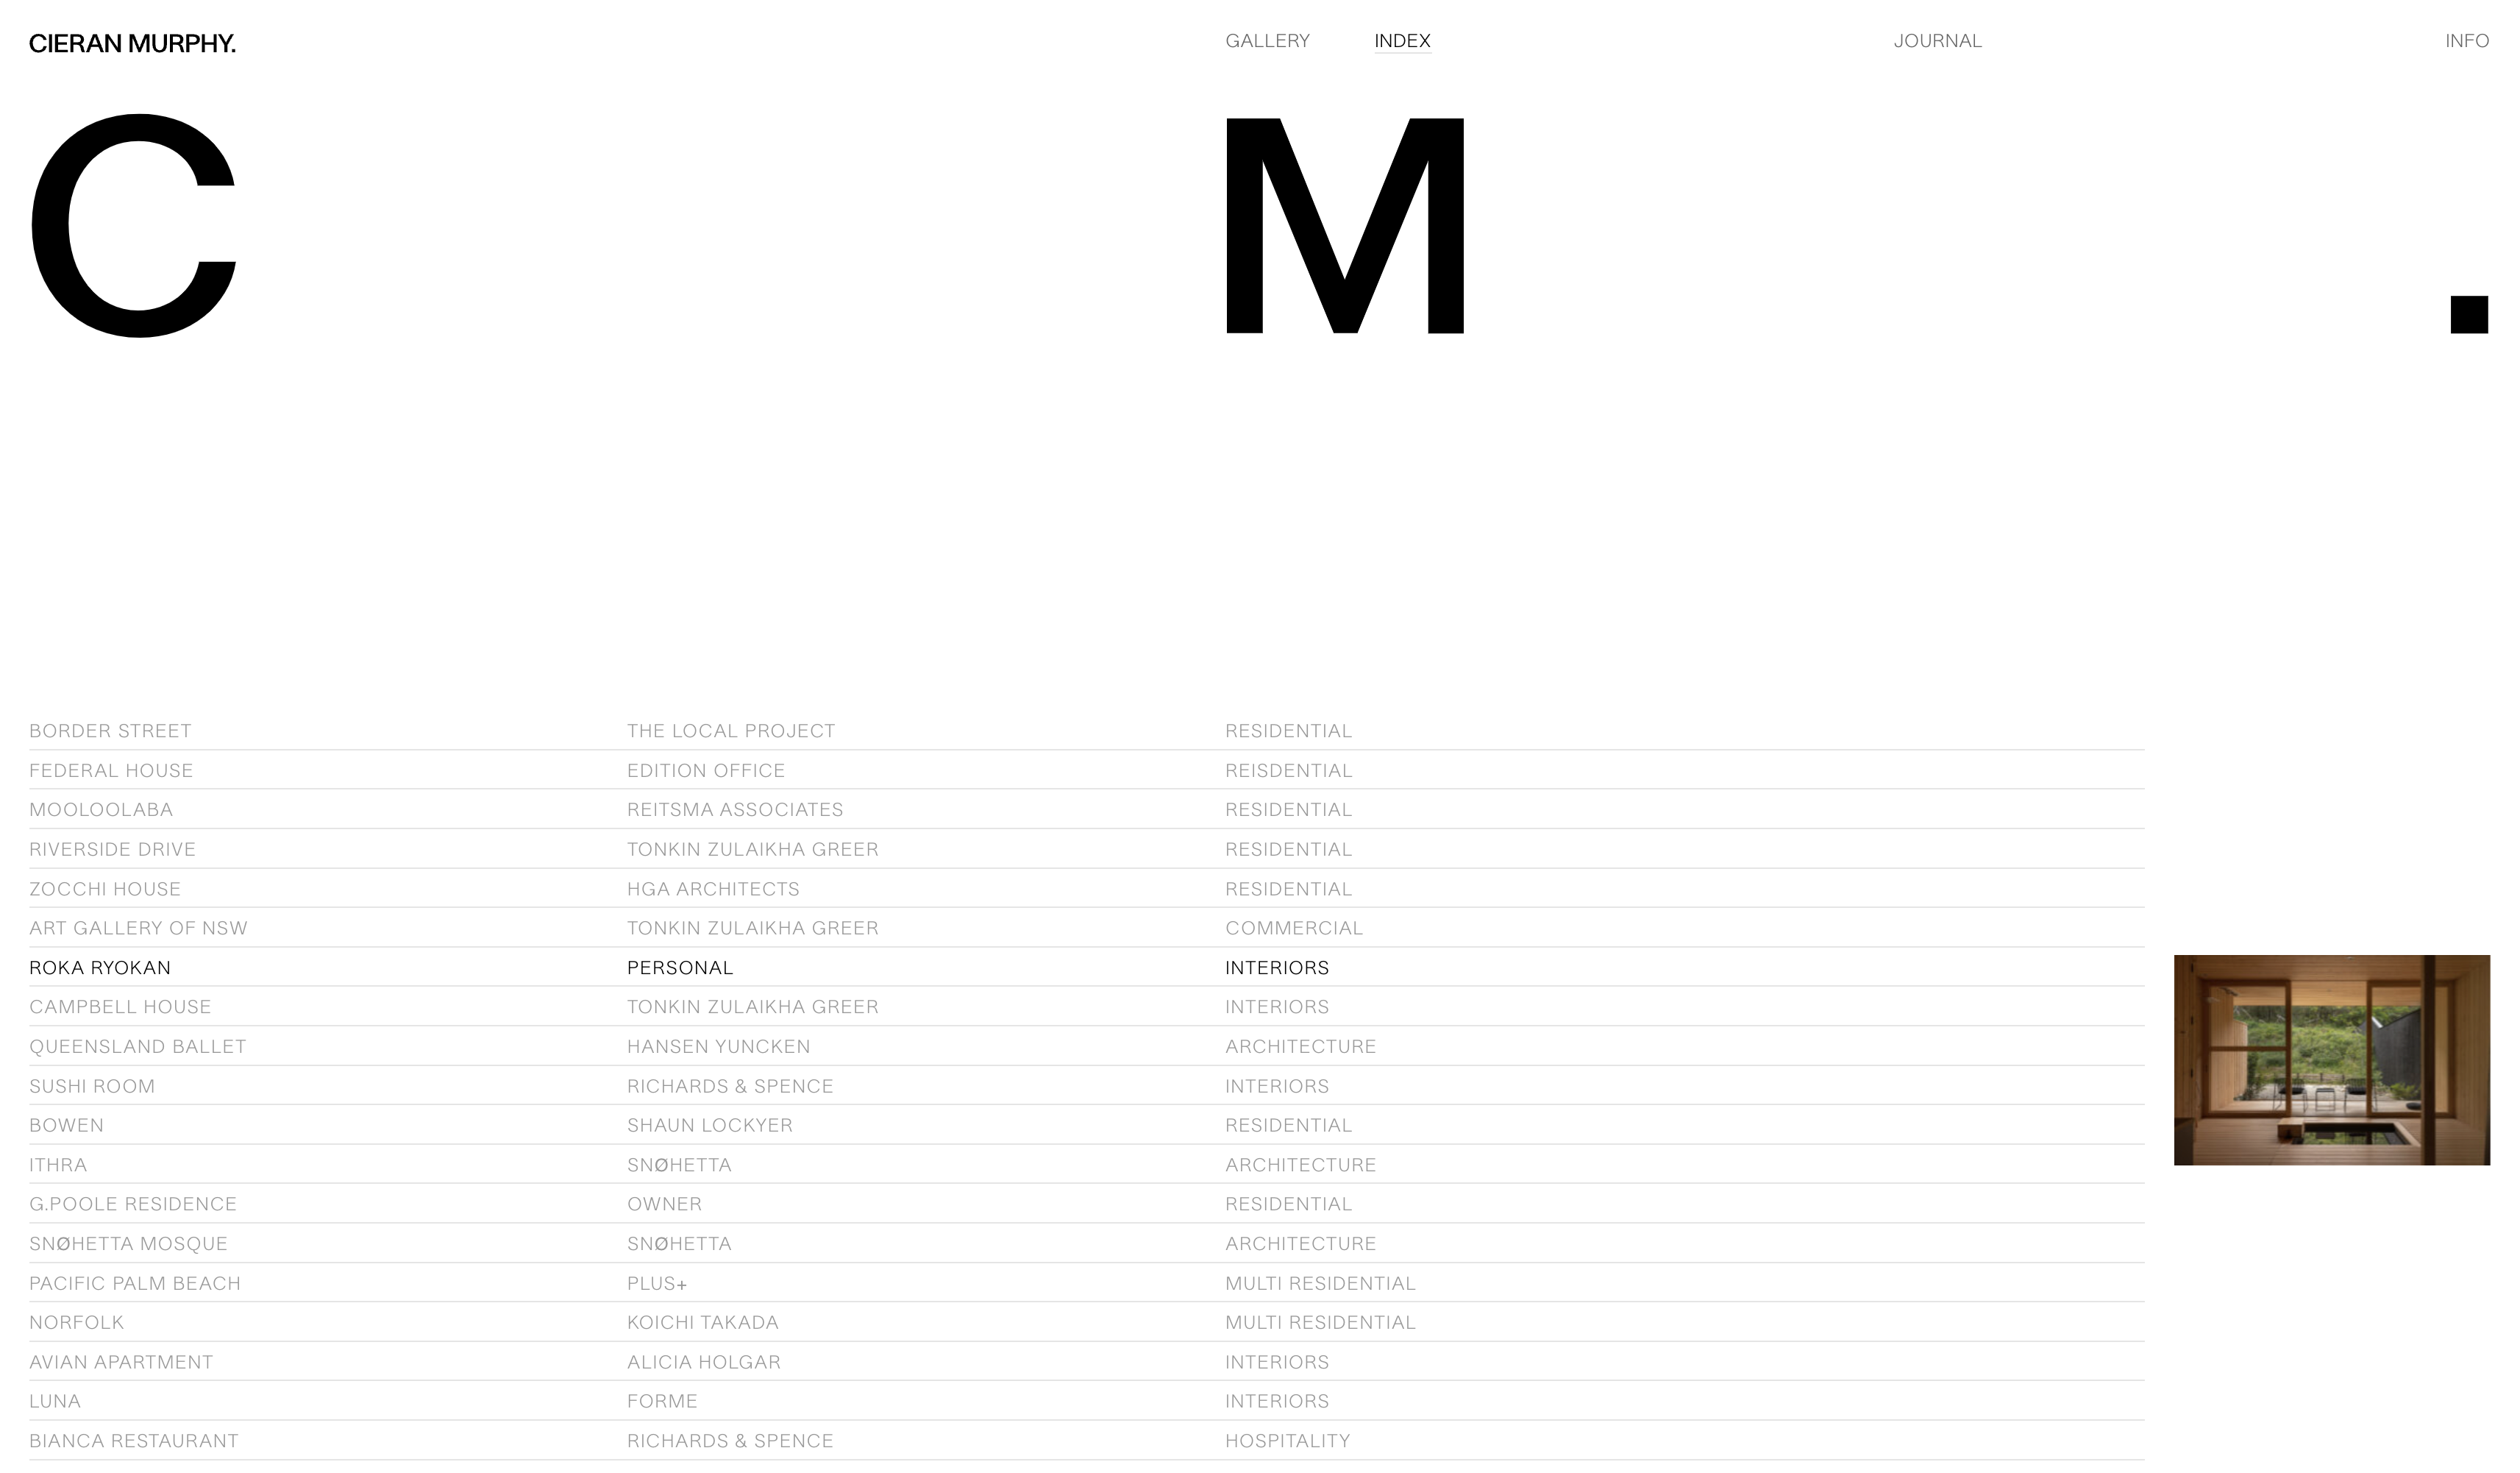 CIERAN MURPHY. GALLERY INDEX JOURNAL INFO
C M .
BORDER STREET THE LOCAL PROJECT RESIDENTIAL
FEDERAL HOUSE EDITION OFFICE REISDENTIAL
MOOLOOLABA REITSMA ASSOCIATES RESIDENTIAL
RIVERSIDE DRIVE TONKIN ZULAIKHA GREER RESIDENTIAL
ZOCCHI HOUSE HGA ARCHITECTS RESIDENTIAL
ART GALLERY OF NSW TONKIN ZULAIKHA GREER COMMERCIAL
ROKA RYOKAN PERSONAL INTERIORS
CAMPBELL HOUSE TONKIN ZULAIKHA GREER INTERIORS
QUEENSLAND BALLET HANSEN YUNCKEN ARCHITECTURE
SUSHI ROOM RICHARDS & SPENCE INTERIORS
BOWEN SHAUN LOCKYER RESIDENTIAL
ITHRA SNØHETTA ARCHITECTURE
G.POOLE RESIDENCE OWNER RESIDENTIAL
SNØHETTA MOSQUE SNØHETTA ARCHITECTURE
PACIFIC PALM BEACH PLUS+ MULTI RESIDENTIAL
NORFOLK KOICHI TAKADA MULTI RESIDENTIAL
AVIAN APARTMENT ALICIA HOLGAR INTERIORS
LUNA FORME INTERIORS
BIANCA RESTAURANT RICHARDS & SPENCE HOSPITALITY